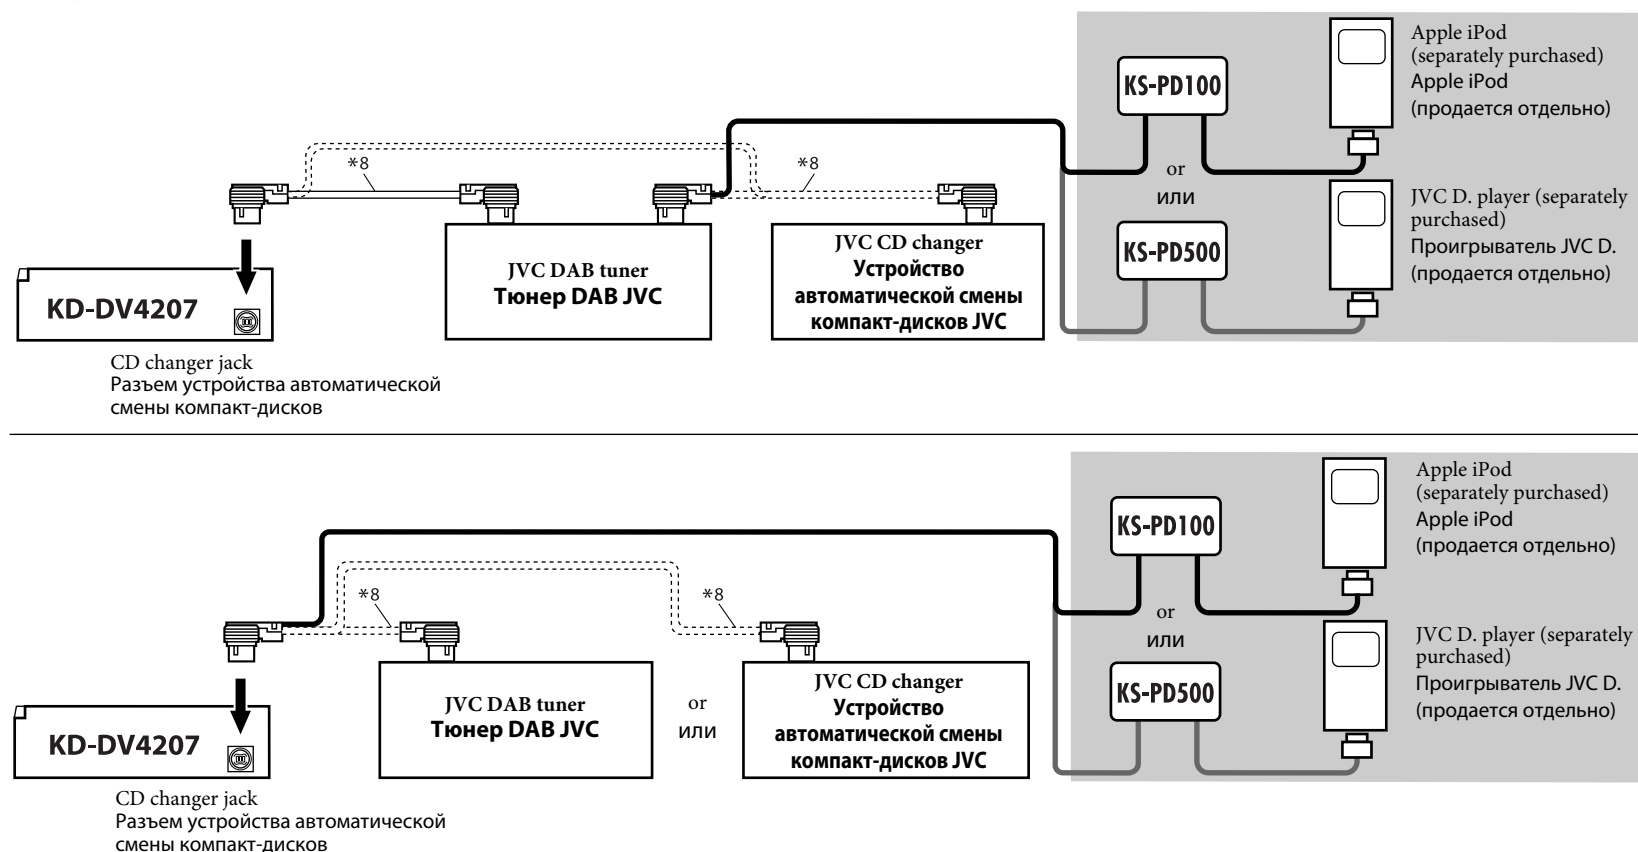 Apple iPod
(separately purchased)
Apple iPod
(продается отдельно)
KS-PD100
*8
*8
or
или
JVC D. player (separately
purchased)
Проигрыватель JVC D.
(продается отдельно)
KS-PD500
JVC DAB tuner
Тюнер DAB JVC
JVC CD changer
Устройство
автоматической смены
компакт-дисков JVC
KD-DV4207
CD changer jack
Разъем устройства автоматической
смены компакт-дисков
Apple iPod
(separately purchased)
Apple iPod
(продается отдельно)
KS-PD100
*8
*8
or
или
JVC D. player (separately
purchased)
Проигрыватель JVC D.
(продается отдельно)
KS-PD500
JVC DAB tuner
Тюнер DAB JVC
or
или
JVC CD changer
Устройство
автоматической смены
компакт-дисков JVC
KD-DV4207
CD changer jack
Разъем устройства автоматической
смены компакт-дисков